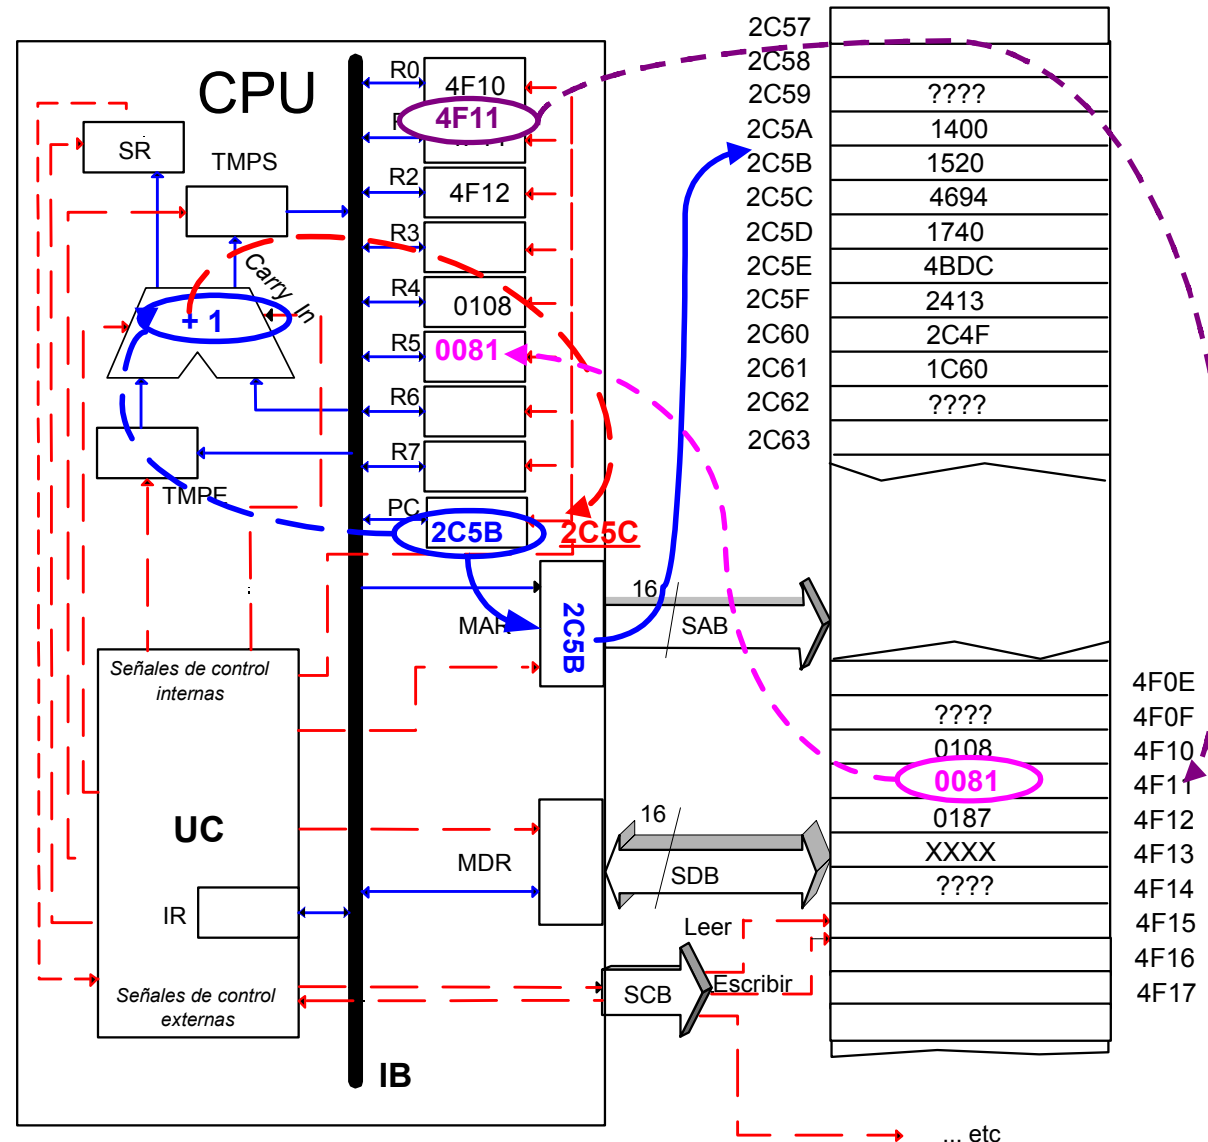 CPU
SR
TMPS
Carry In
+ 1
TMPE
R0
4F10
4F11
R2
4F12
R3
R4
0108
R5
0081
R6
R7
PC
2C5B
2C5C
MAR
2C5B
16
SAB
Señales de control
internas
UC
IR
Señales de control
externas
MDR
16
SDB
Leer
SCB
Escribir
IB
... etc
2C57
2C58
2C59
????
2C5A
1400
2C5B
1520
2C5C
4694
2C5D
1740
2C5E
4BDC
2C5F
2413
2C60
2C4F
2C61
1C60
2C62
????
2C63
4F0E
????
4F0F
0108
4F10
0081
4F11
0187
4F12
XXXX
4F13
????
4F14
4F15
4F16
4F17